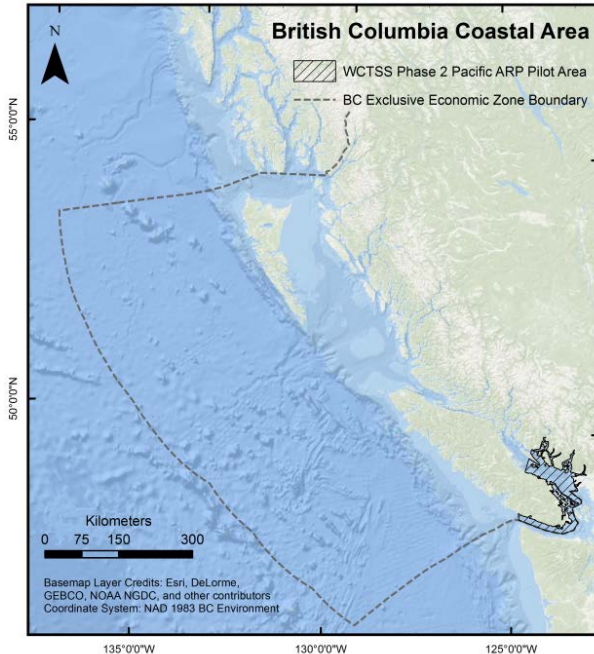 British Columbia Coastal Area
N
WCTSS Phase 2 Pacific ARP Pilot Area
BC Exclusive Economic Zone Boundary
55°0'0"N
50°0'0"N
Kilometers
0 75 150 300
Basemap Layer Credits: Esri, DeLorme,
GEBCO, NOAA NGDC, and other contributors
Coordinate System: NAD 1983 BC Environment
135°0'0"W
130°0'0"W
125°0'0"W